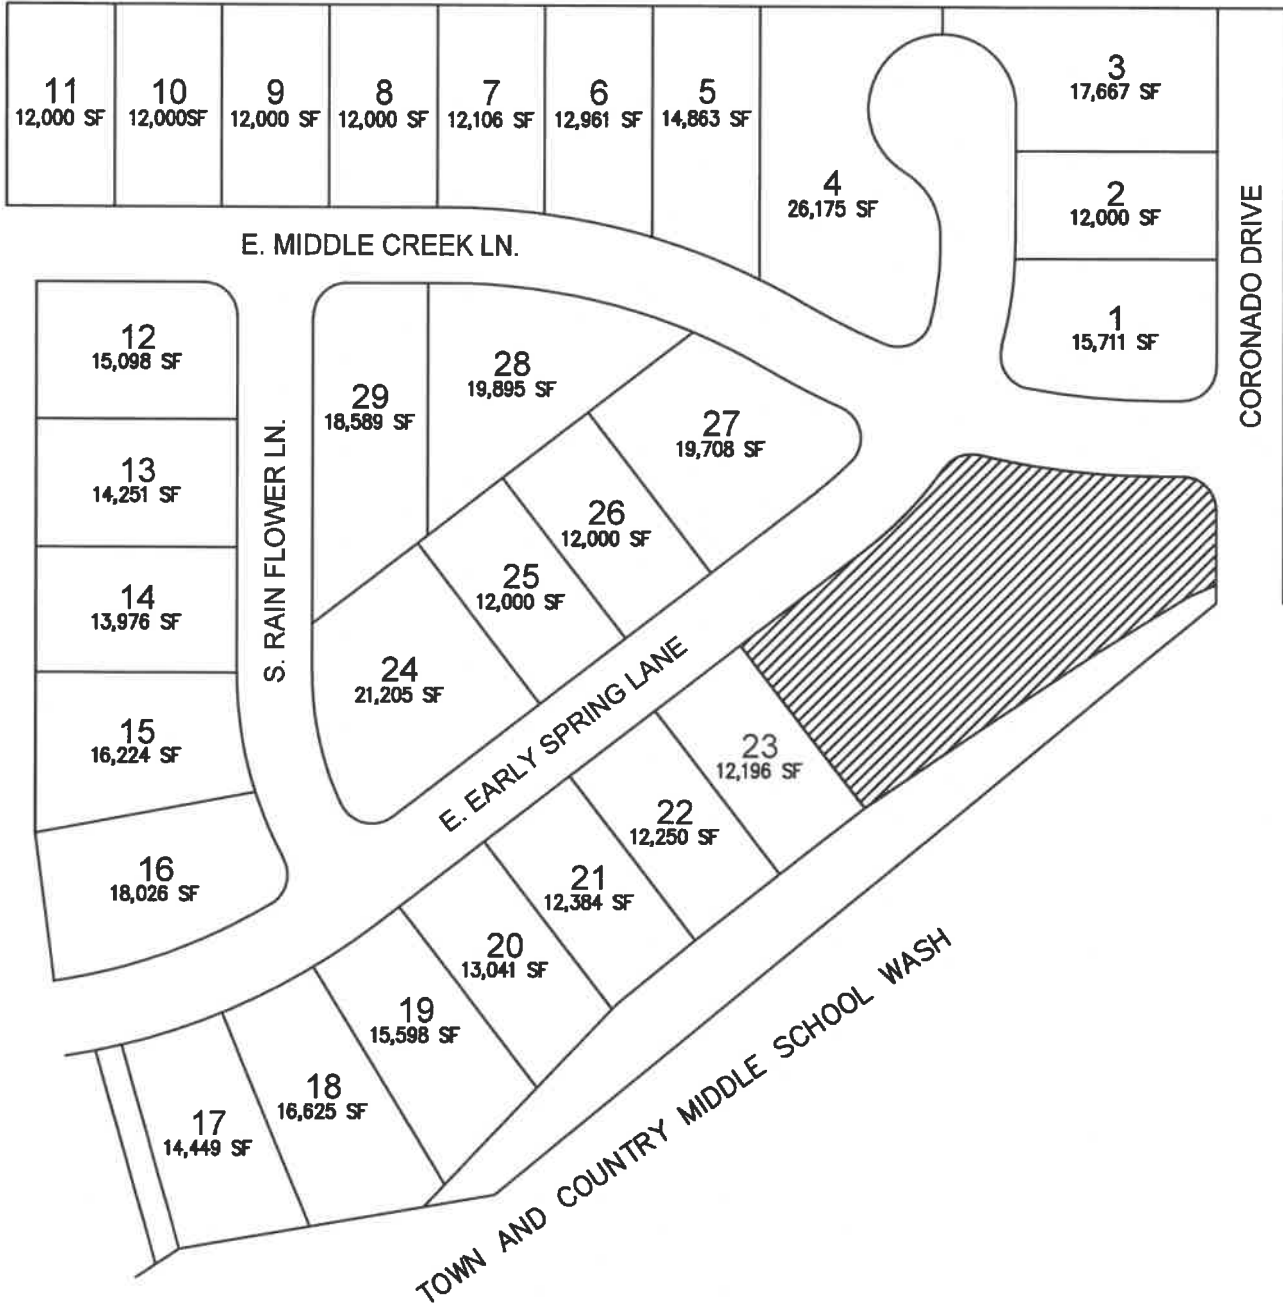 11
12,000 SF
10
12,000SF
9
12,000 SF
8
12,000 SF
7
12,106 SF
6
12,961 SF
5
14,863 SF
4
26,175 SF
3
17,667 SF
2
12,000 SF
1
15,711 SF
CORONADO DRIVE
E. MIDDLE CREEK LN.
12
15,098 SF
13
14,251 SF
14
13,976 SF
15
16,224 SF
16
18,026 SF
S. RAIN FLOWER LN.
29
18,589 SF
28
19,895 SF
27
19,708 SF
26
12,000 SF
25
12,000 SF
24
21,205 SF
E. EARLY SPRING LANE
23
12,196 SF
22
12,250 SF
21
12,384 SF
20
13,041 SF
19
15,598 SF
18
16,625 SF
17
14,449 SF
TOWN AND COUNTRY MIDDLE SCHOOL WASH